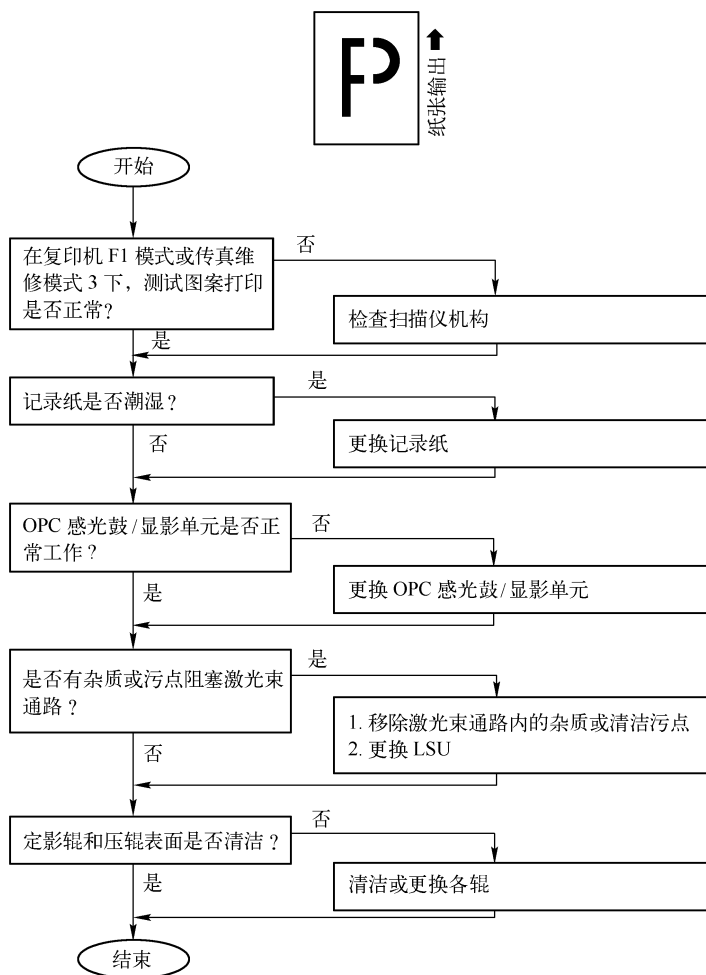 P
纸张输出
开始
在复印机 F1 模式或传真维
修模式 3 下，测试图案打印
是否正常？
否
检查扫描仪机构
是
记录纸是否潮湿？
是
更换记录纸
否
OPC 感光鼓/显影单元是否正
常工作？
否
更换 OPC 感光鼓/显影单元
是
是否有杂质或污点阻塞激光束
通路？
是
1. 移除激光束通路内的杂质或清洁污点
2. 更换 LSU
否
定影辊和压辊表面是否清洁？
否
清洁或更换各辊
是
结束